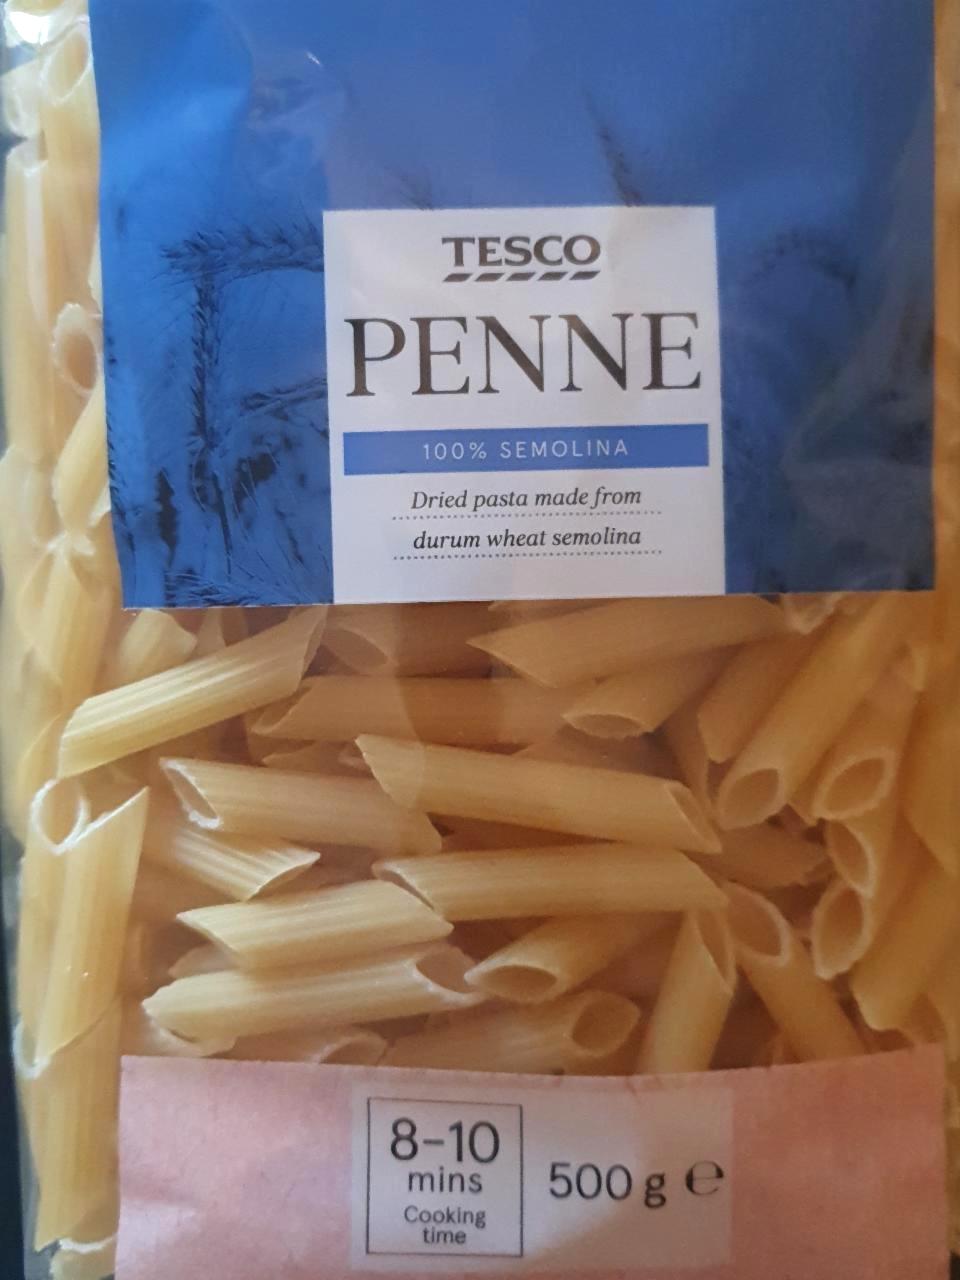 TESCO
PENNE
100% SEMOLINA
Dried pasta made from
durum wheat semolina
8-10
mins
Cooking
time
500 g ℮